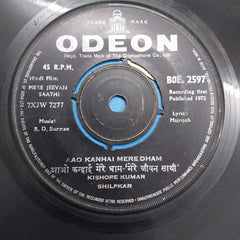 TRADE MARK
ODEON
Regd. Trade Mark of The Gramophone Co. Ltd.
45 R.P.M.
BOE. 2597
Hindi Film:
MERE JEEVAN
SAATHI
7XJW 7277
Recording first
Published 1972
Music:
R. D. Burman
Lyric:
Majrooh
AAO KANHAI MERE DHAM
आओ कन्हाई मेरे धाम-"मेरे जीवन साथी"
KISHORE KUMAR
SHILPKAR